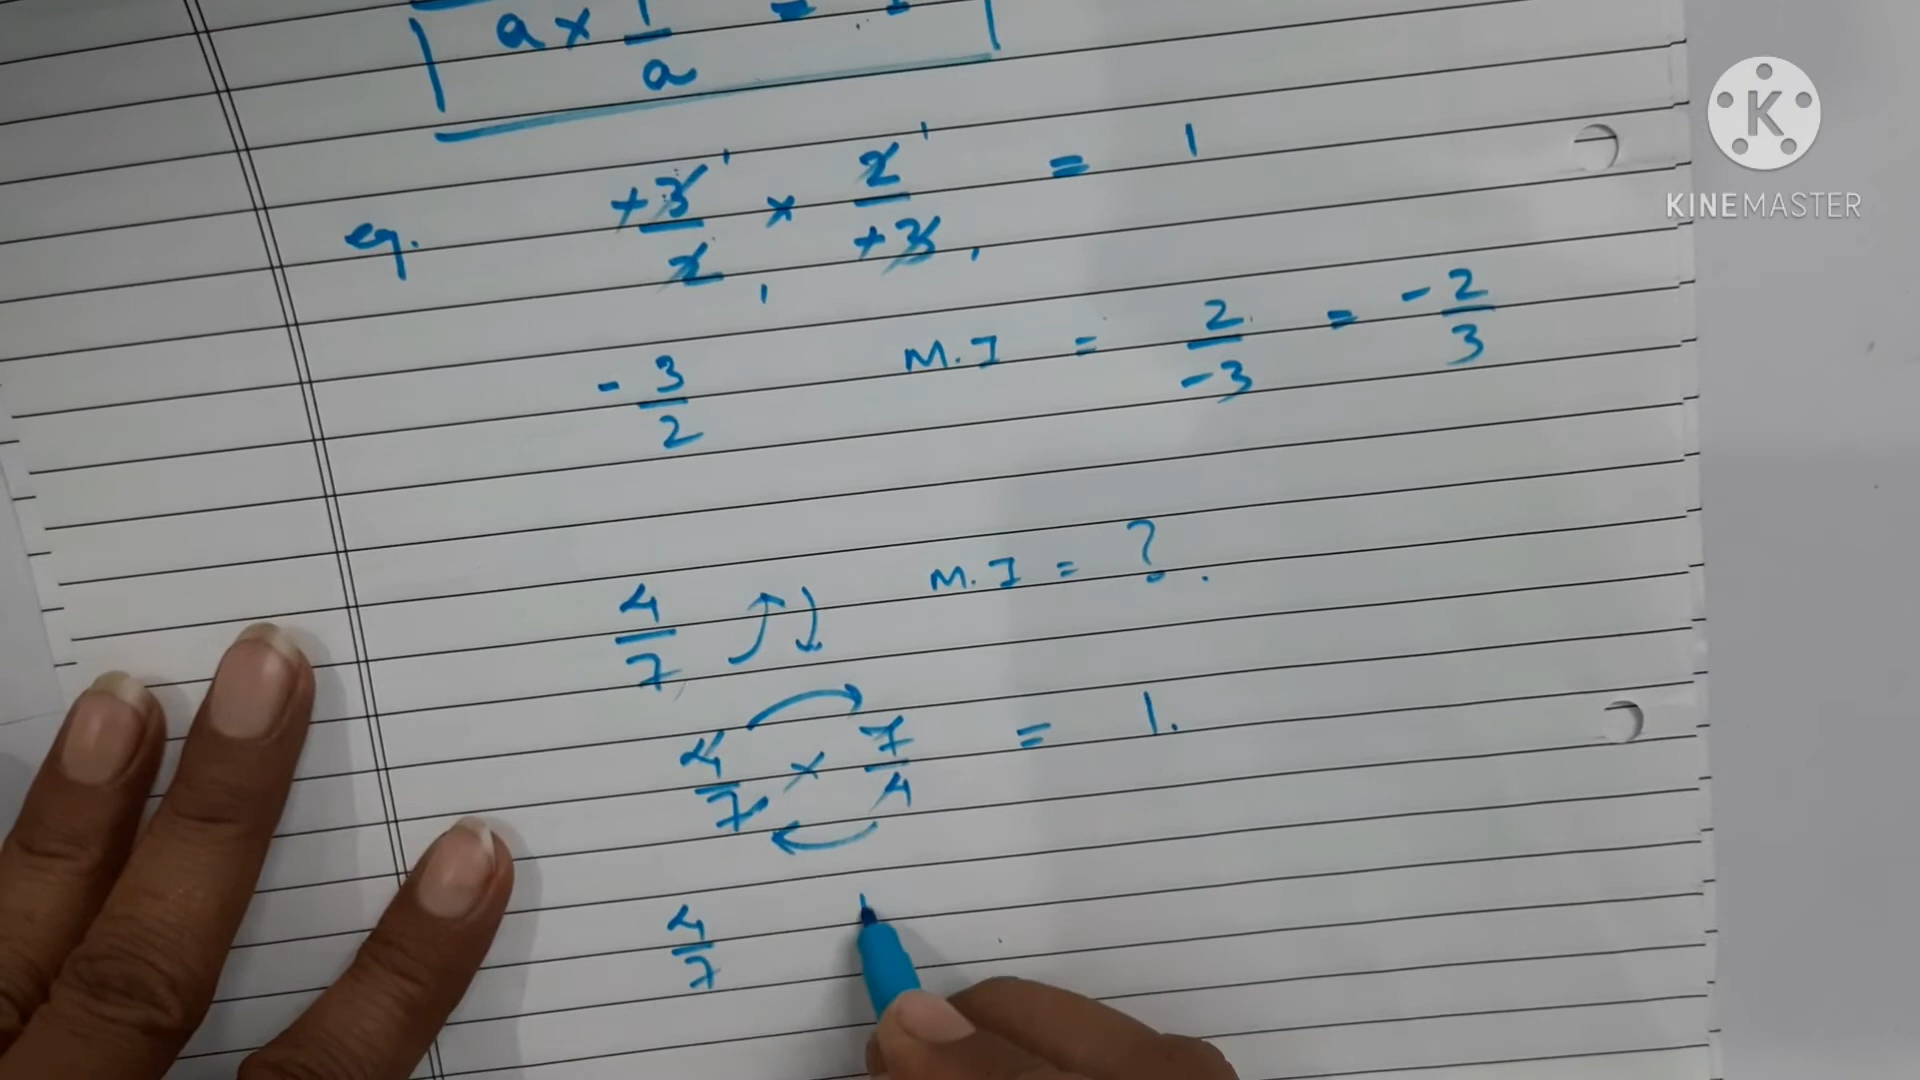 a × 1/a = 1
KINEMASTER
eg. +3/2 × 2/+3 = 1
-3/2 M.I = 2/-3 = -2/3
4/7 M.I = ?
4/7 × 7/4 = 1.
4/7